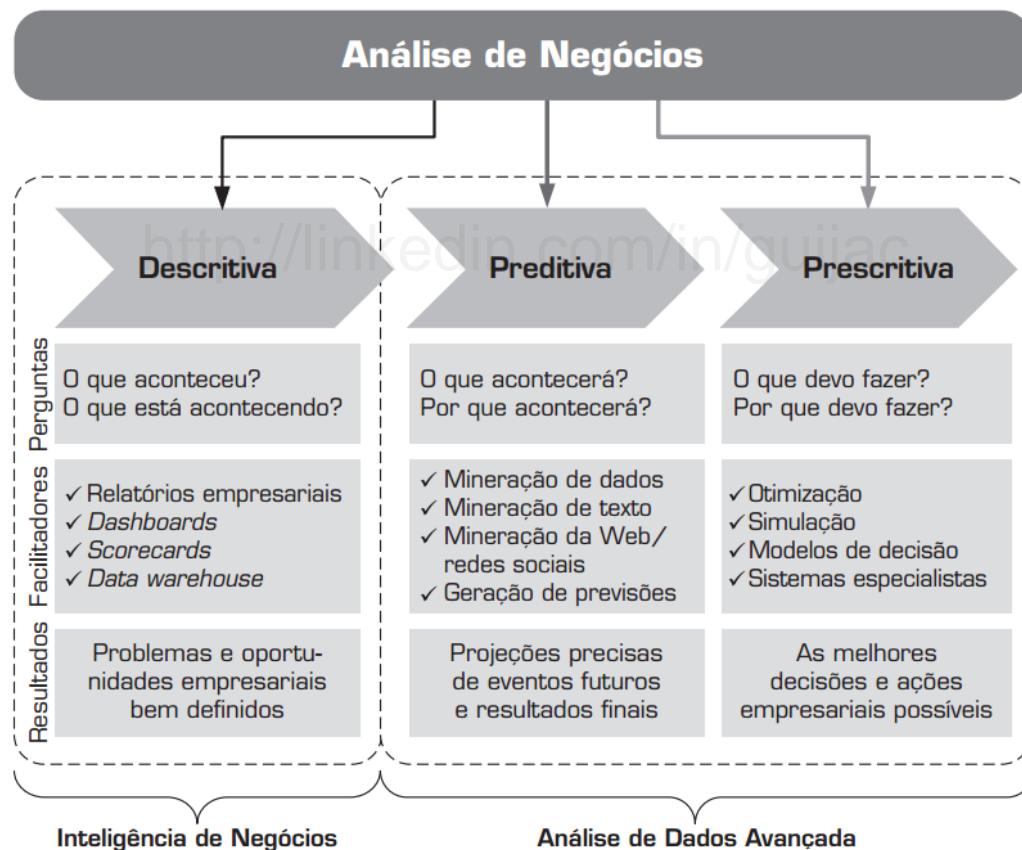 Análise de Negócios
http://linkedin.com/in/guijac
Descritiva
Preditiva
Prescritiva
Perguntas
O que aconteceu?
O que está acontecendo?
O que acontecerá?
Por que acontecerá?
O que devo fazer?
Por que devo fazer?
Facilitadores
✓ Relatórios empresariais
✓ Dashboards
✓ Scorecards
✓ Data warehouse
✓ Mineração de dados
✓ Mineração de texto
✓ Mineração da Web/
redes sociais
✓ Geração de previsões
✓ Otimização
✓ Simulação
✓ Modelos de decisão
✓ Sistemas especialistas
Resultados
Problemas e oportu-
nidades empresariais
bem definidos
Projeções precisas
de eventos futuros
e resultados finais
As melhores
decisões e ações
empresariais possíveis
Inteligência de Negócios
Análise de Dados Avançada